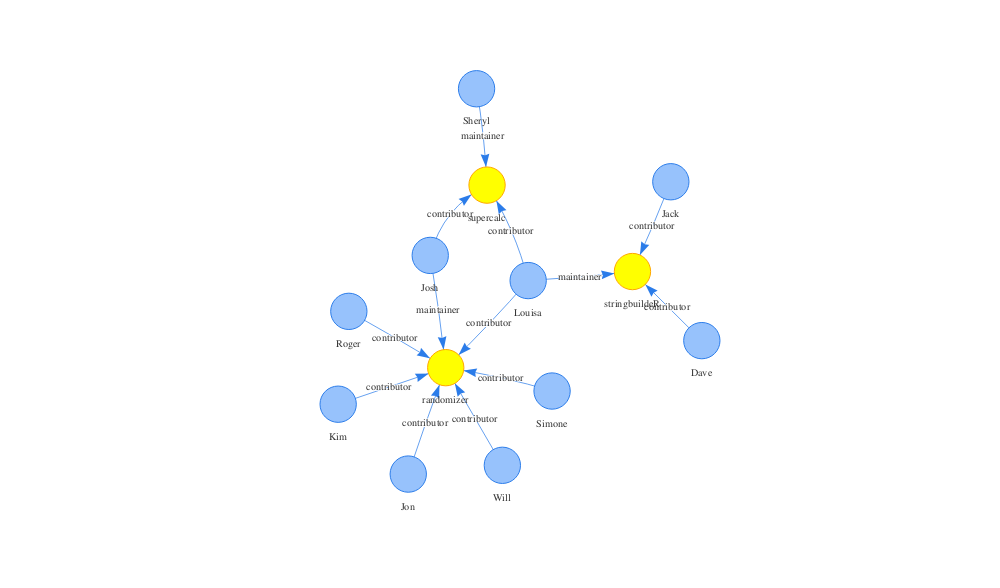 Sheryl
maintainer
contributor
supercalc
contributor
Jack
contributor
Josh
maintainer
Louisa
maintainer
stringbuildeR
contributor
contributor
Roger
contributor
Dave
contributor
contributor
randomizer
Kim
contributor
contributor
Simone
Jon
Will